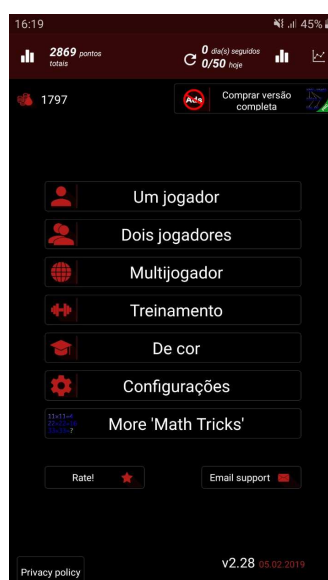 16:19
45%
2869 pontos
totais
0 dia(s) seguidos
0/50 hoje
1797
Ads
Comprar versão
completa
Um jogador
Dois jogadores
Multijogador
Treinamento
De cor
Configurações
More 'Math Tricks'
Rate!
Email support
Privacy policy
v2.28 05.02.2019